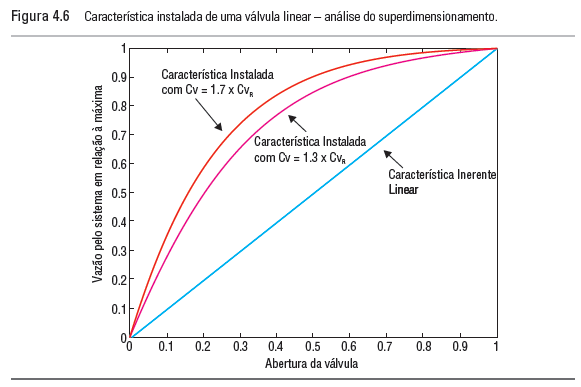 Figura 4.6 Característica instalada de uma válvula linear – análise do superdimensionamento.
Vazão pelo sistema em relação à máxima
1
0.9
0.8
0.7
0.6
0.5
0.4
0.3
0.2
0.1
0
Característica Instalada
com Cv = 1.7 x CvR
Característica Instalada
com Cv = 1.3 x CvR
Característica Inerente
Linear
0 0.1 0.2 0.3 0.4 0.5 0.6 0.7 0.8 0.9 1
Abertura da válvula